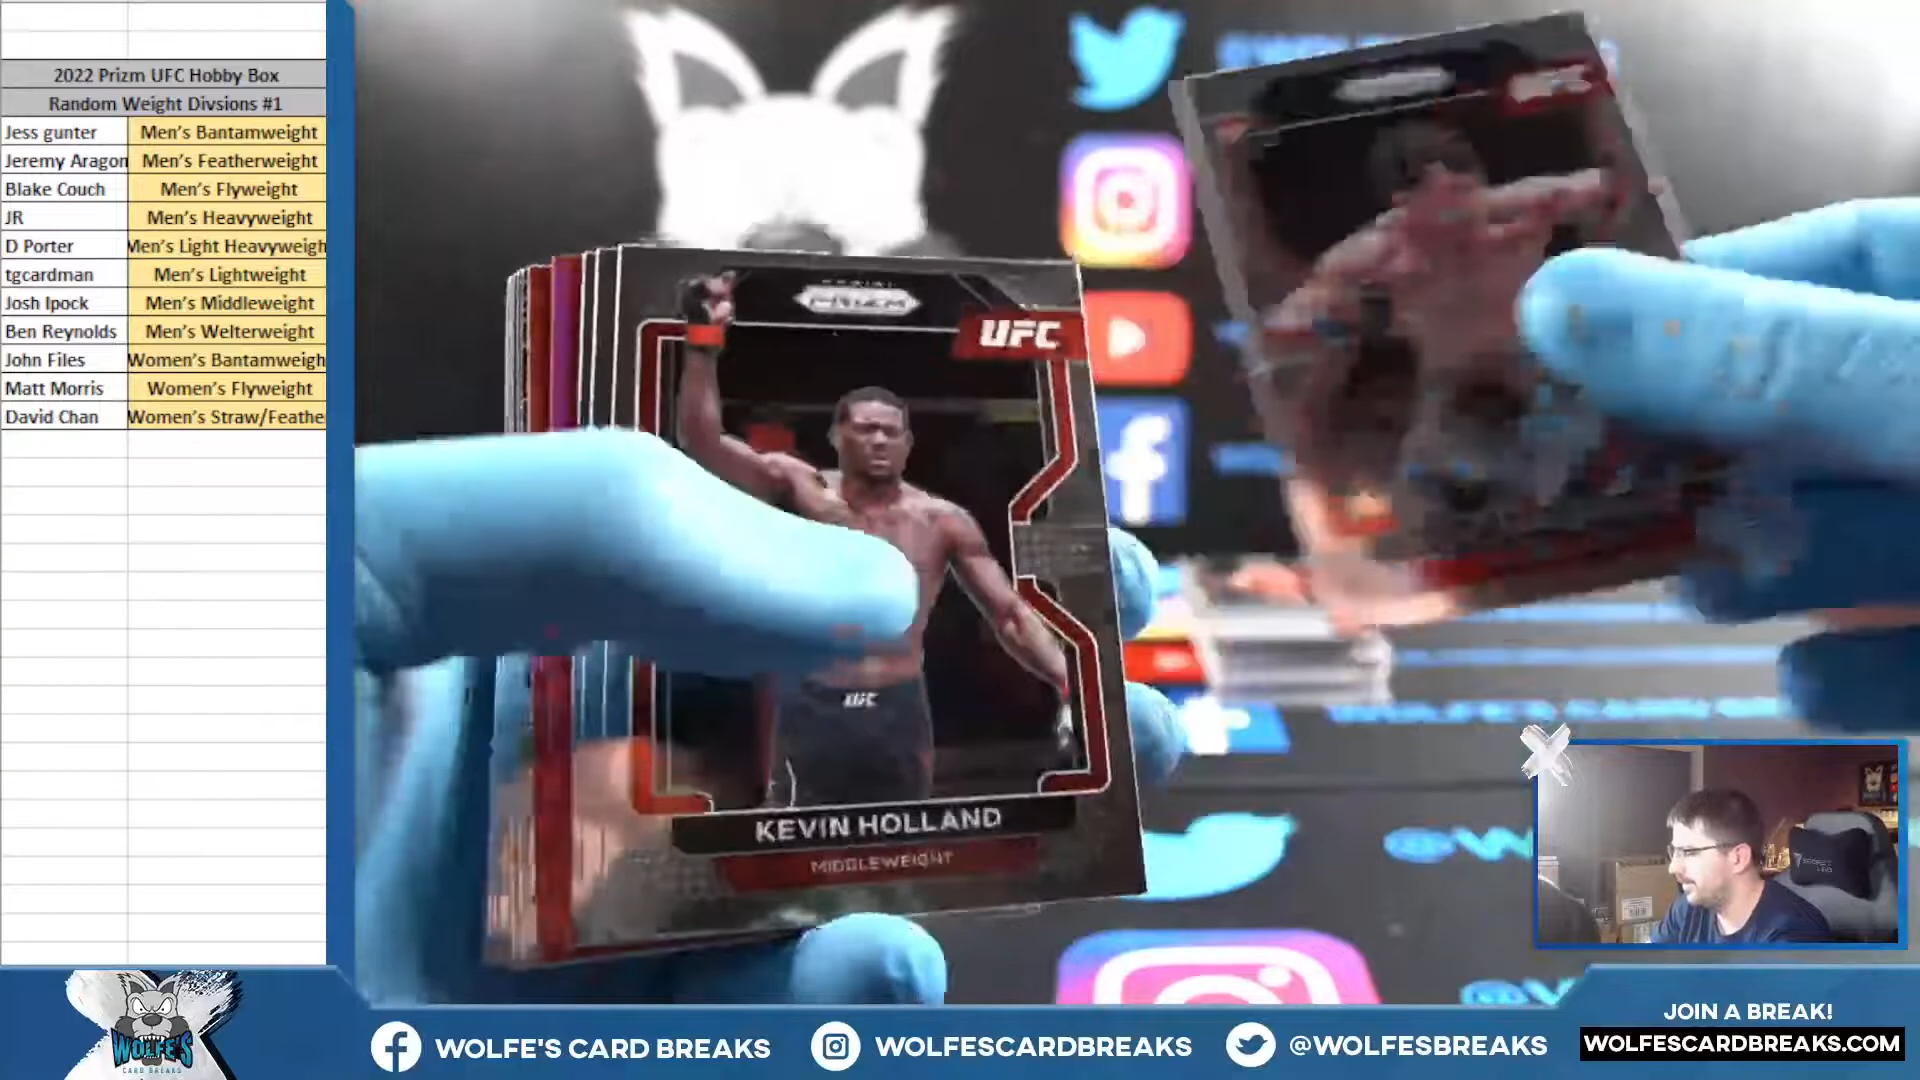 2022 Prizm UFC Hobby Box
Random Weight Divsions #1
Jess gunter Men's Bantamweight
Jeremy Aragon Men's Featherweight
Blake Couch Men's Flyweight
JR Men's Heavyweight
D Porter Men's Light Heavyweigh
tgcardman Men's Lightweight
Josh Ipock Men's Middleweight
Ben Reynolds Men's Welterweight
John Files Women's Bantamweigh
Matt Morris Women's Flyweight
David Chan Women's Straw/Feathe
PRIZM
UFC
UFC
KEVIN HOLLAND
MIDDLEWEIGHT
WOLFE'S
CARD BREAKS
WOLFE'S CARD BREAKS
WOLFESCARDBREAKS
@WOLFESBREAKS
JOIN A BREAK!
WOLFESCARDBREAKS.COM